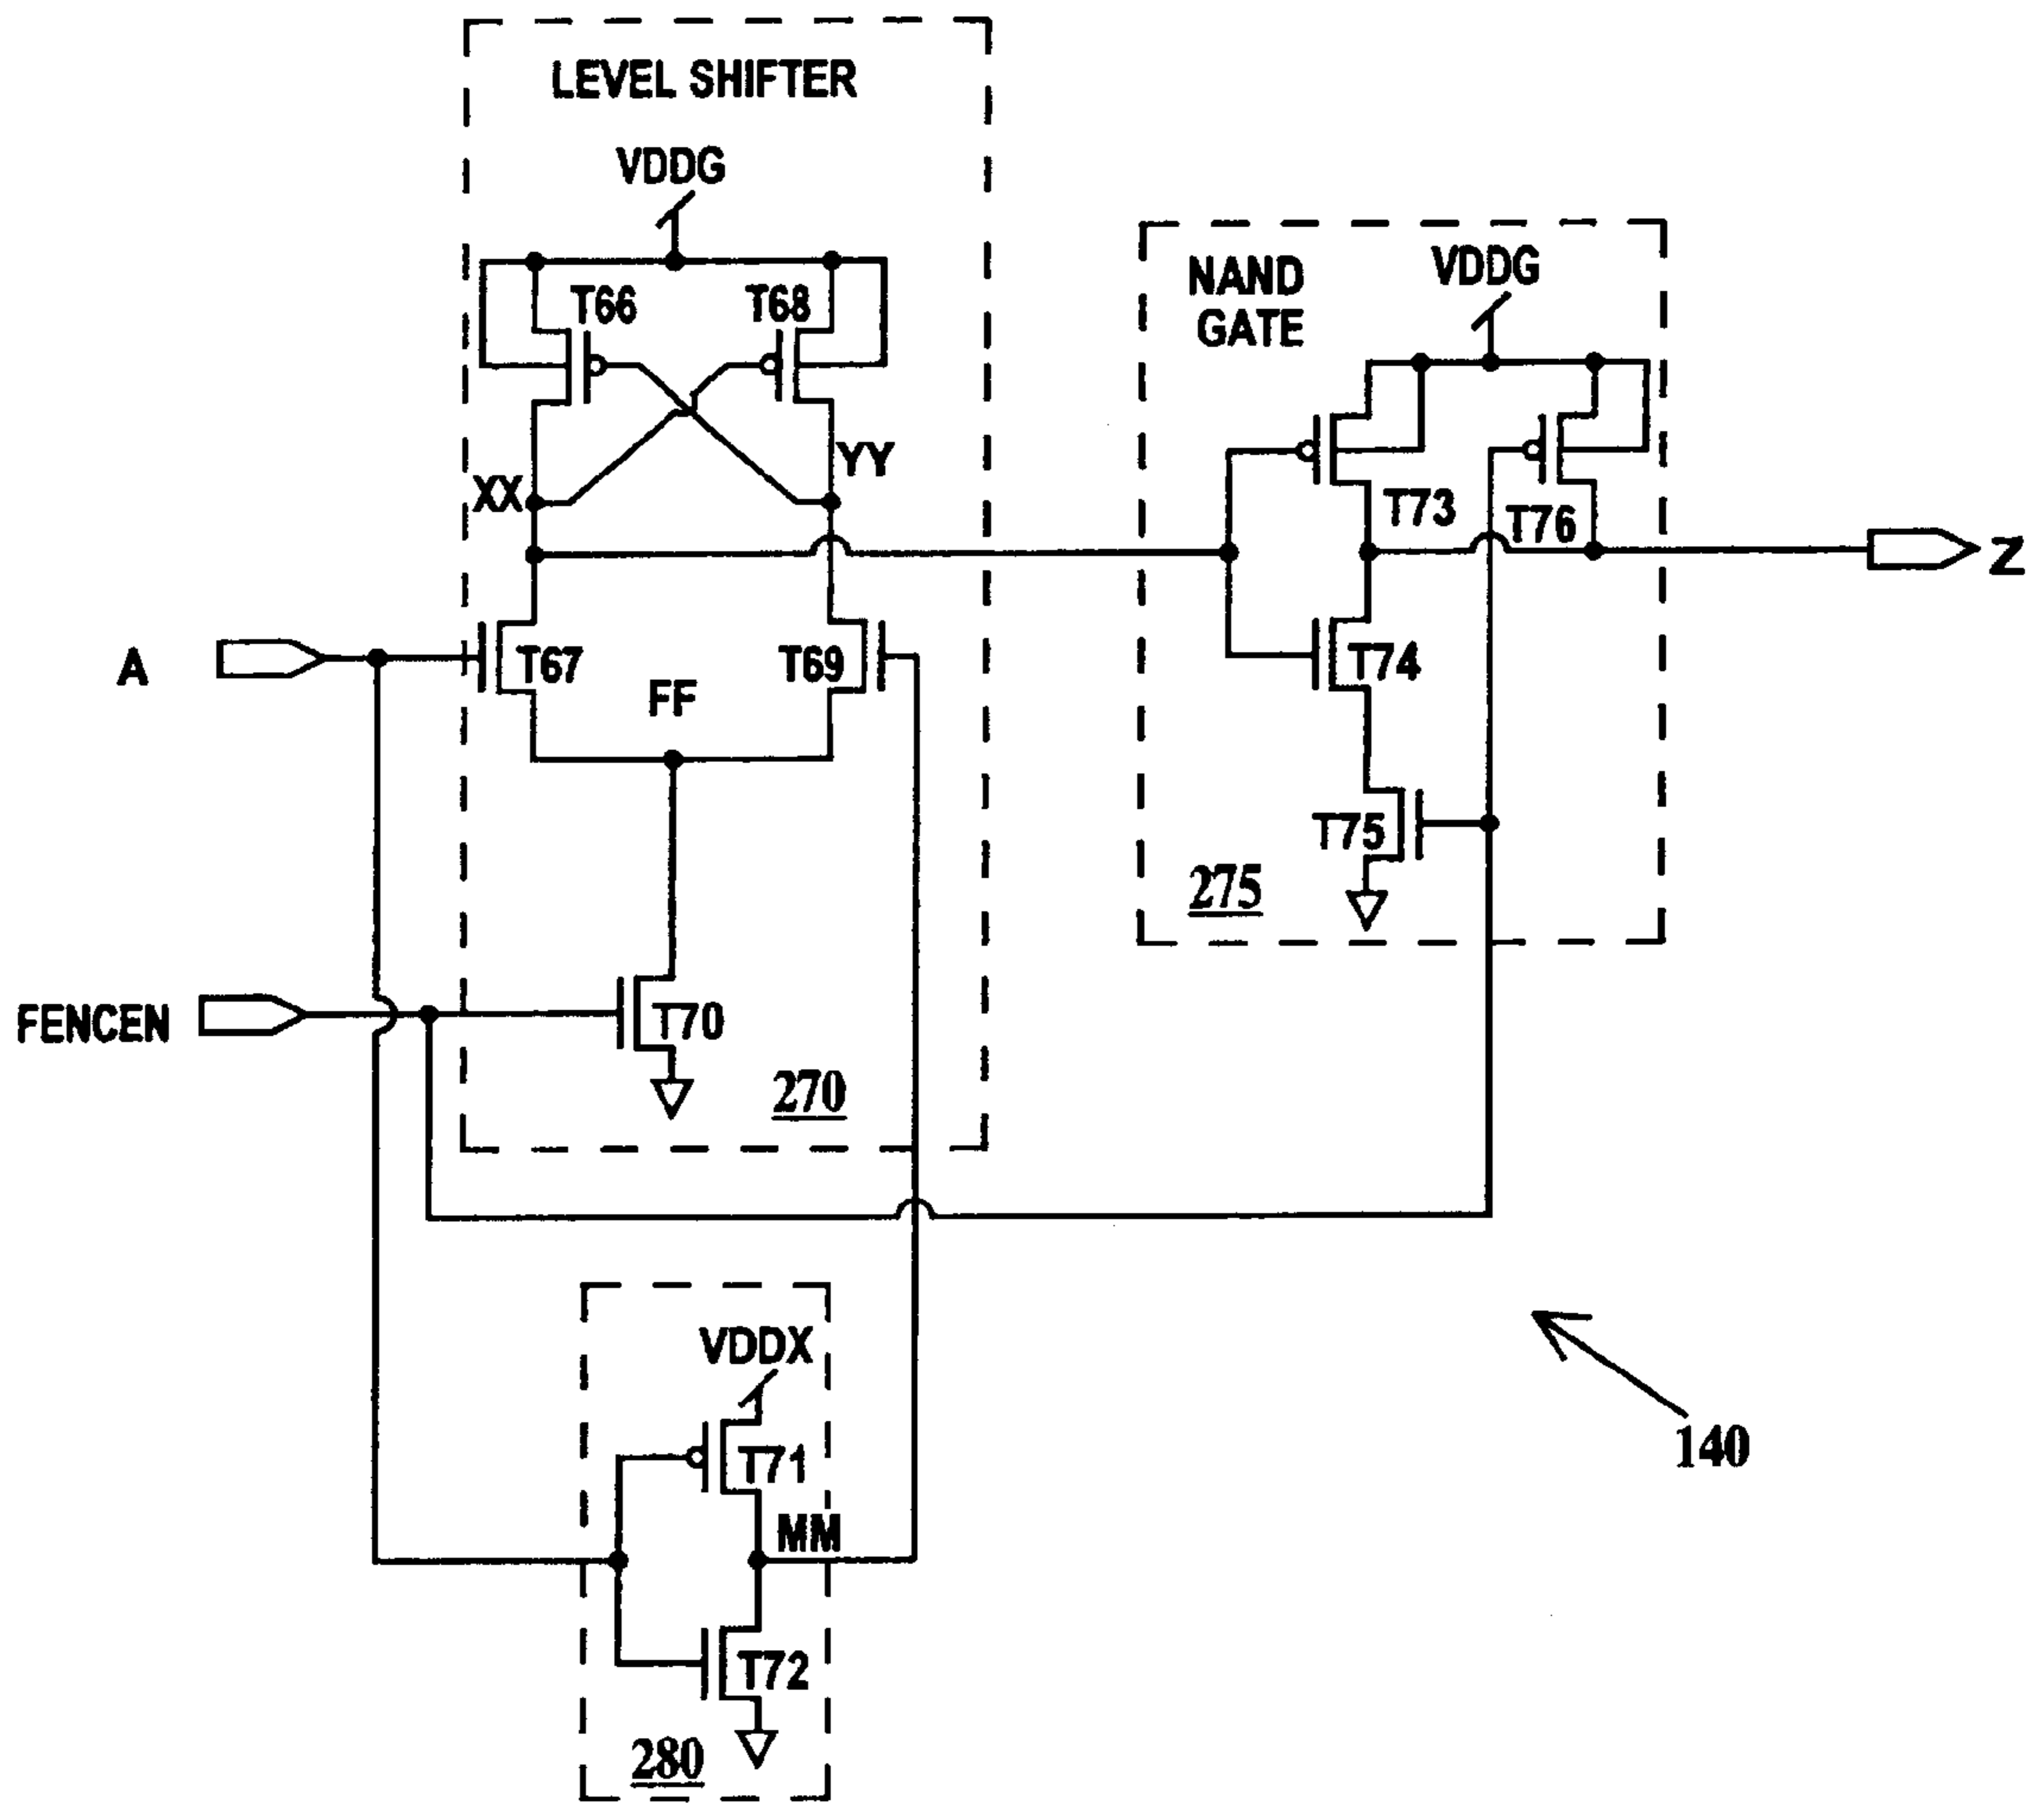 LEVEL SHIFTER
VDDG
T66
T68
XX
YY
NAND
GATE
VDDG
T73
T76
Z
A
T67
T69
FF
T74
T75
275
FENCEN
T70
270
VDDX
T71
MM
T72
280
140